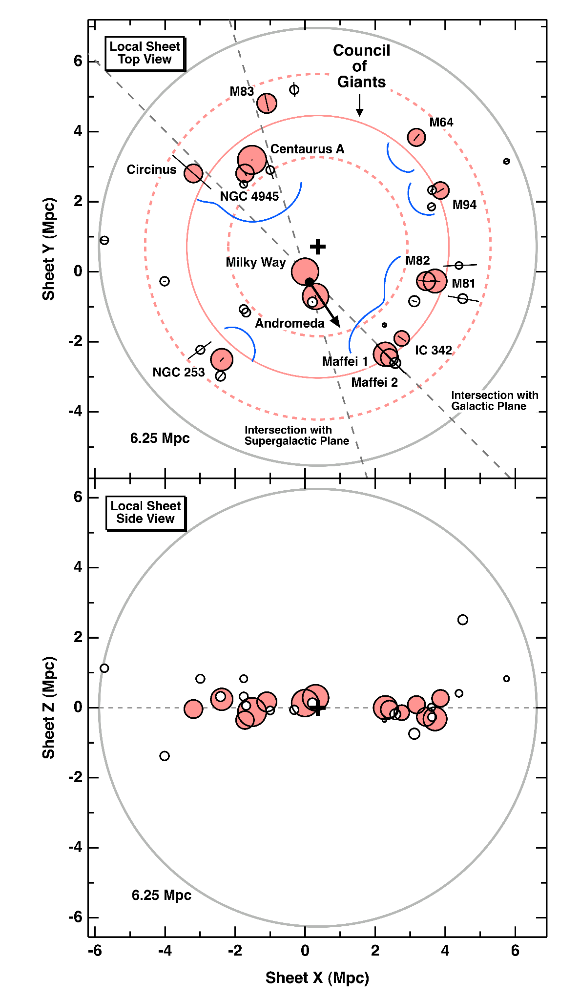 Local Sheet
Top View
Council
of
Giants
M83
M64
Centaurus A
Circinus
NGC 4945
M94
Milky Way
M82
M81
Andromeda
IC 342
Maffei 1
NGC 253
Maffei 2
Intersection with
Galactic Plane
Intersection with
Supergalactic Plane
6.25 Mpc
6
4
2
0
-2
-4
Sheet Y (Mpc)
Local Sheet
Side View
6.25 Mpc
6
4
2
0
-2
-4
-6
Sheet Z (Mpc)
-6 -4 -2 0 2 4 6
Sheet X (Mpc)